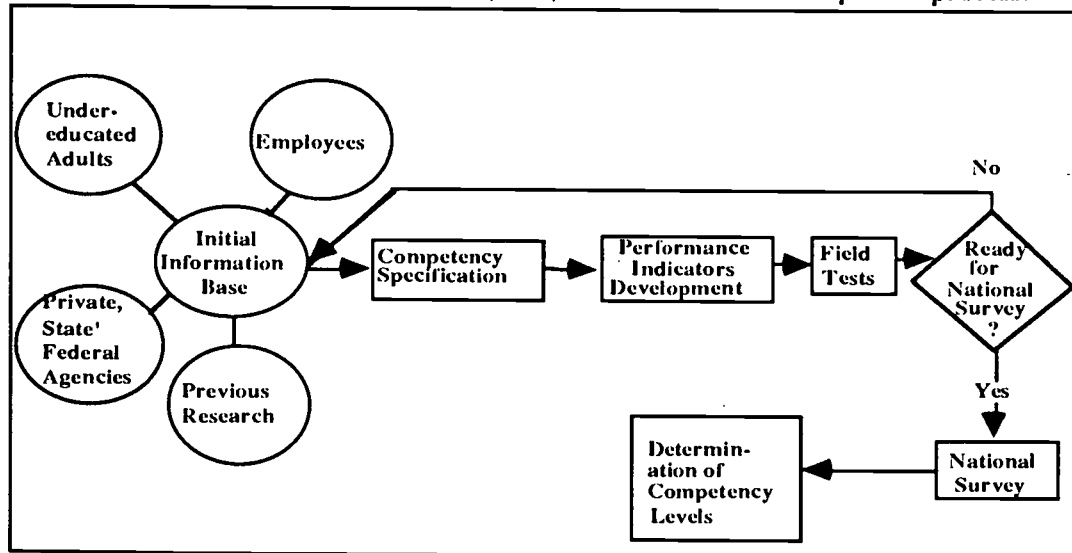 Under-
educated
Adults
Employees
Initial
Information
Base
Private,
State'
Federal
Agencies
Previous
Research
Competency
Specification
Performance
Indicators
Development
Field
Tests
No
Ready
for
National
Survey
?
Yes
National
Survey
Determin-
ation of
Competency
Levels